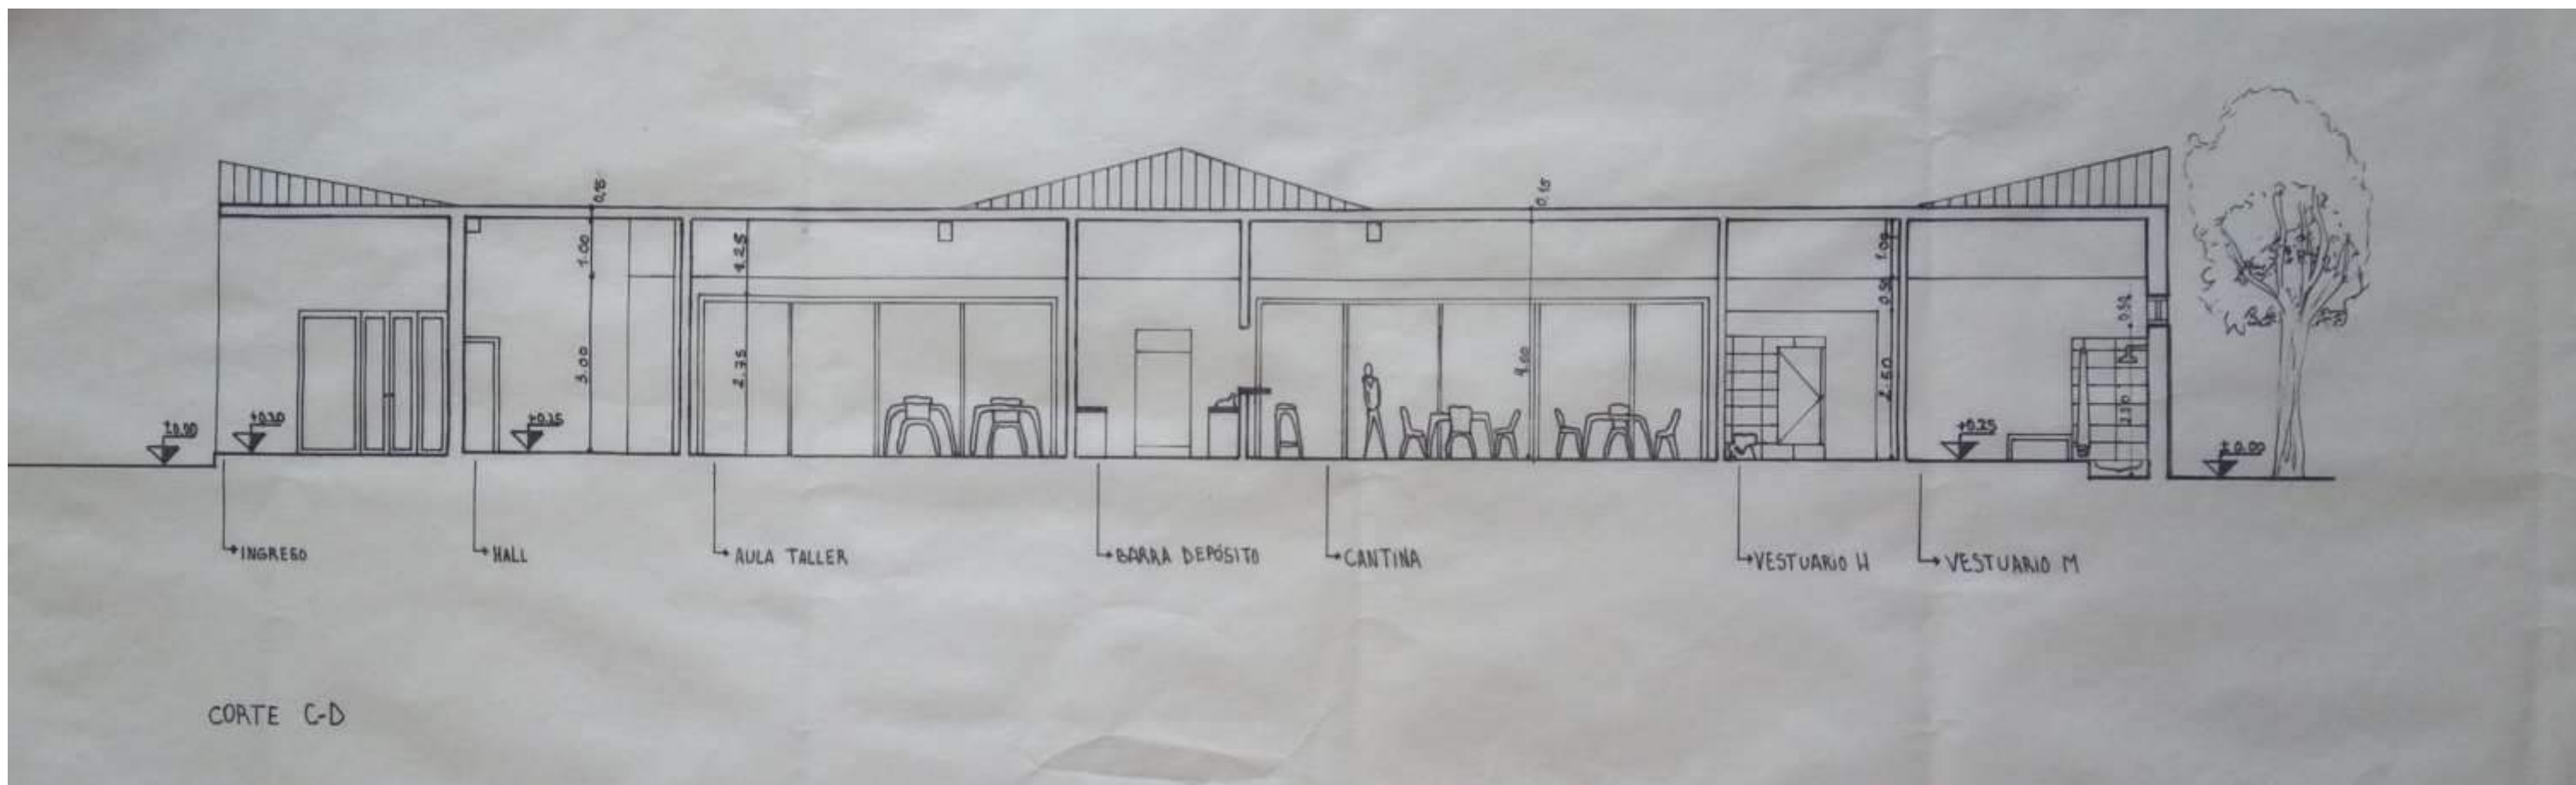 0,15
0,15
1.00
1.25
1.00
0.50
0.50
3.00
2.75
4.00
2.50
±0.00
+0.20
+0.25
+0.25
±0.00
INGRESO
HALL
AULA TALLER
BARRA DEPÓSITO
CANTINA
VESTUARIO H
VESTUARIO M
CORTE C-D